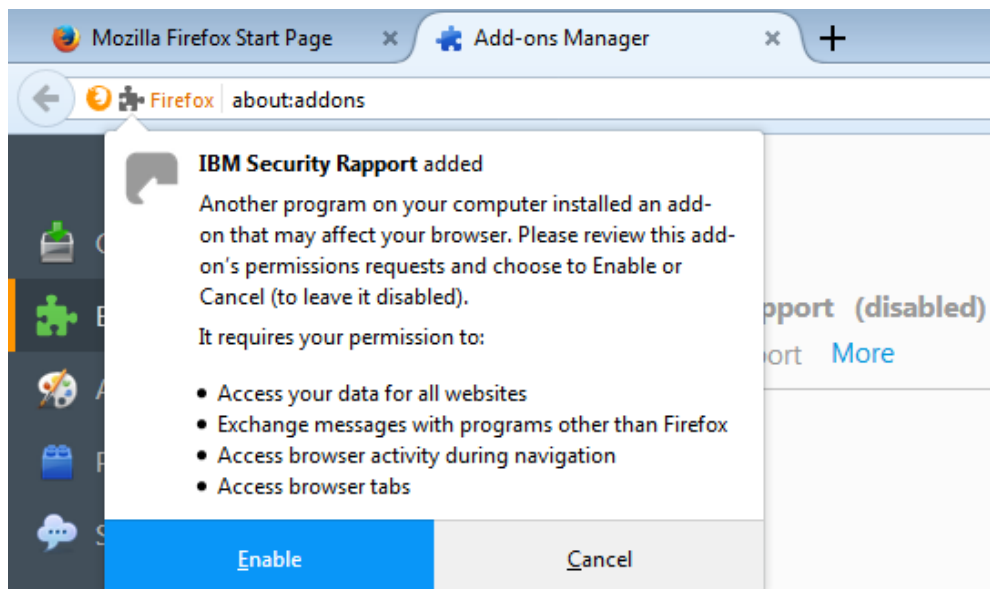 Mozilla Firefox Start Page
Add-ons Manager
Firefox about:addons
IBM Security Rapport added
Another program on your computer installed an add-
on that may affect your browser. Please review this add-
on's permissions requests and choose to Enable or
Cancel (to leave it disabled).
It requires your permission to:
• Access your data for all websites
• Exchange messages with programs other than Firefox
• Access browser activity during navigation
• Access browser tabs
Enable
Cancel
(disabled)
More